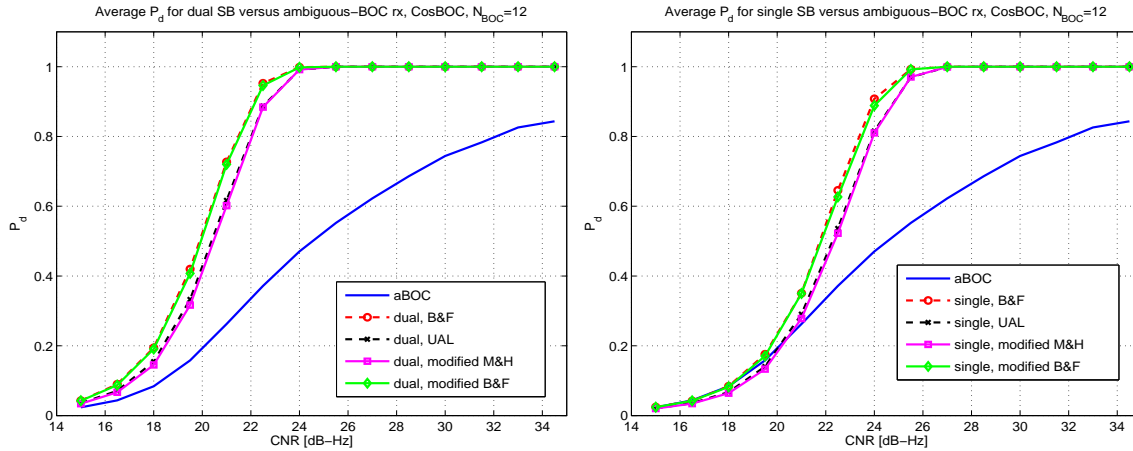 Average P_d for dual SB versus ambiguous−BOC rx, CosBOC, N_BOC=12
1
0.8
0.6
0.4
0.2
0
P_d
14 16 18 20 22 24 26 28 30 32 34
CNR [dB−Hz]
aBOC
dual, B&F
dual, UAL
dual, modified M&H
dual, modified B&F
Average P_d for single SB versus ambiguous−BOC rx, CosBOC, N_BOC=12
1
0.8
0.6
0.4
0.2
0
P_d
14 16 18 20 22 24 26 28 30 32 34
CNR [dB−Hz]
aBOC
single, B&F
single, UAL
single, modified M&H
single, modified B&F